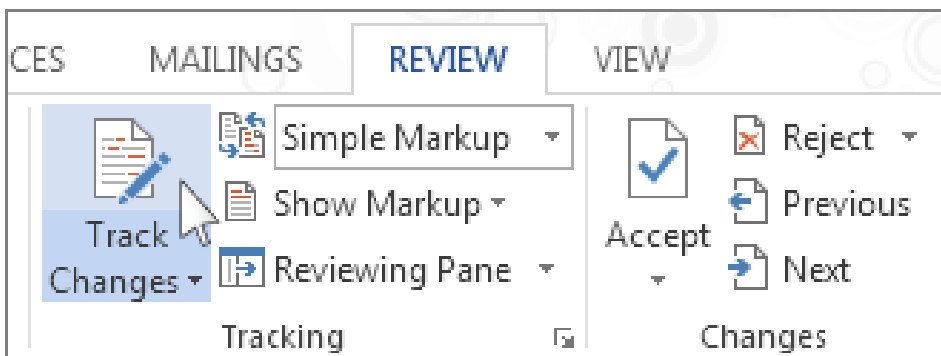 CES MAILINGS REVIEW VIEW
Simple Markup
Show Markup
Reviewing Pane
Track
Changes
Tracking
Accept
Reject
Previous
Next
Changes